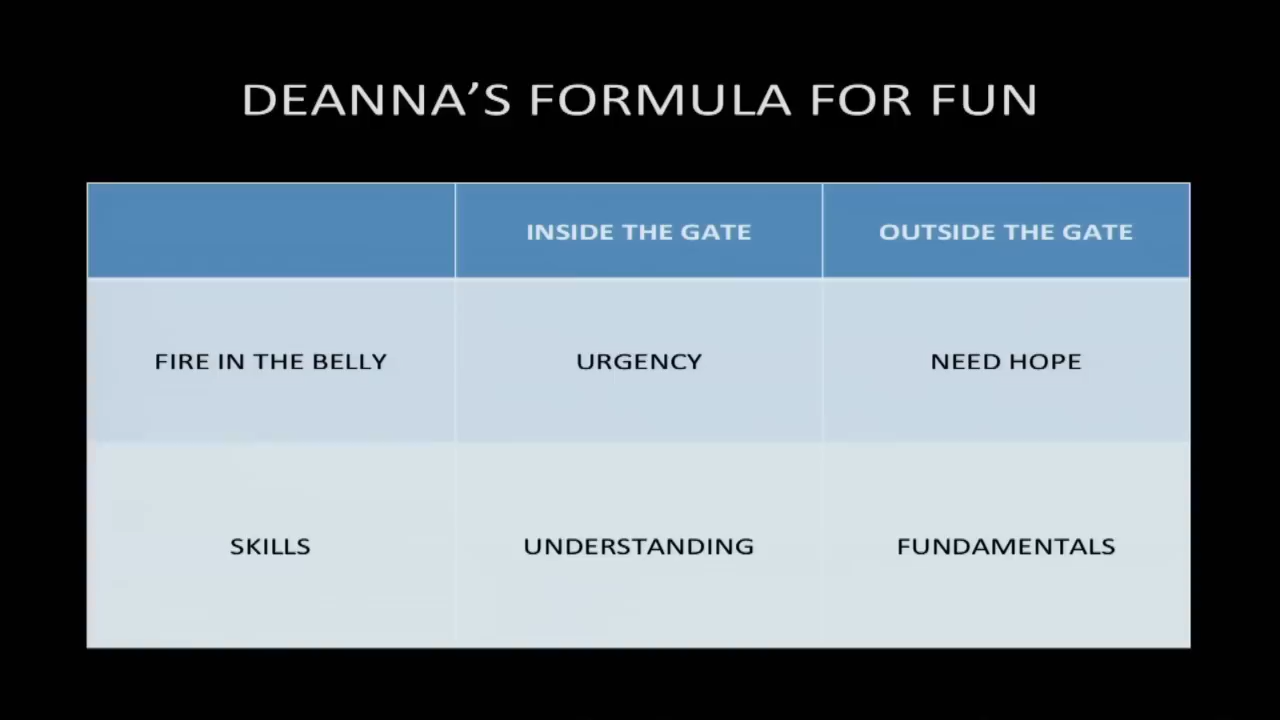 DEANNA’S FORMULA FOR FUN
INSIDE THE GATE OUTSIDE THE GATE
FIRE IN THE BELLY URGENCY NEED HOPE
SKILLS UNDERSTANDING FUNDAMENTALS